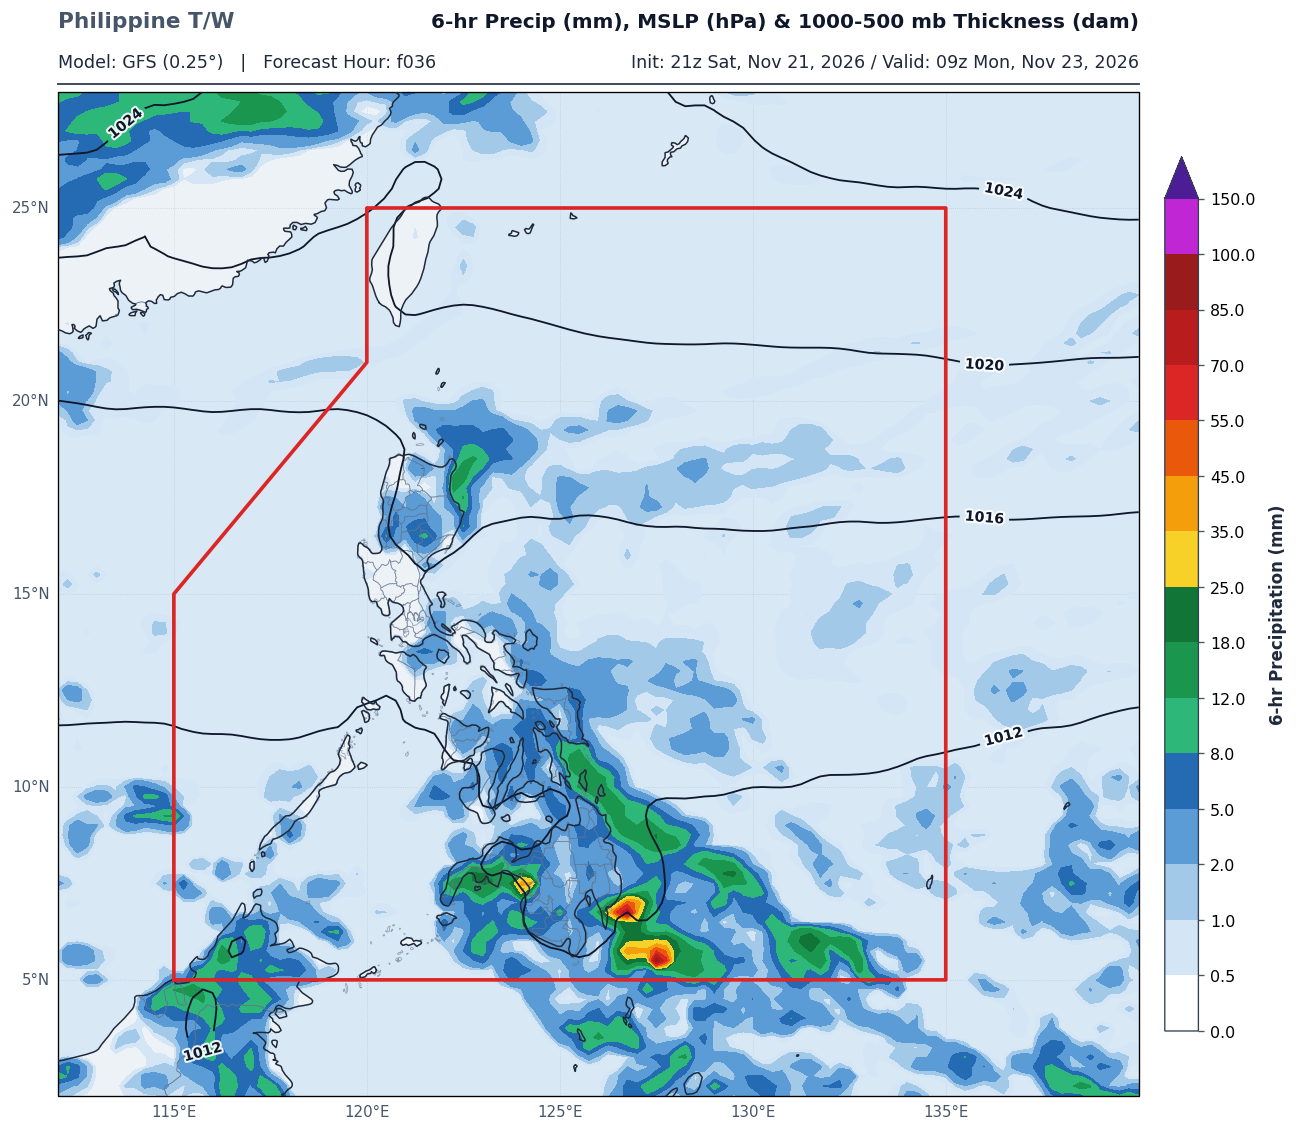 Philippine T/W
6-hr Precip (mm), MSLP (hPa) & 1000-500 mb Thickness (dam)
Model: GFS (0.25°) | Forecast Hour: f036
Init: 21z Sat, Nov 21, 2026 / Valid: 09z Mon, Nov 23, 2026
1024
1024
1020
1016
1012
1012
25°N
20°N
15°N
10°N
5°N
115°E
120°E
125°E
130°E
135°E
150.0
100.0
85.0
70.0
55.0
45.0
35.0
25.0
18.0
12.0
8.0
5.0
2.0
1.0
0.5
0.0
6-hr Precipitation (mm)